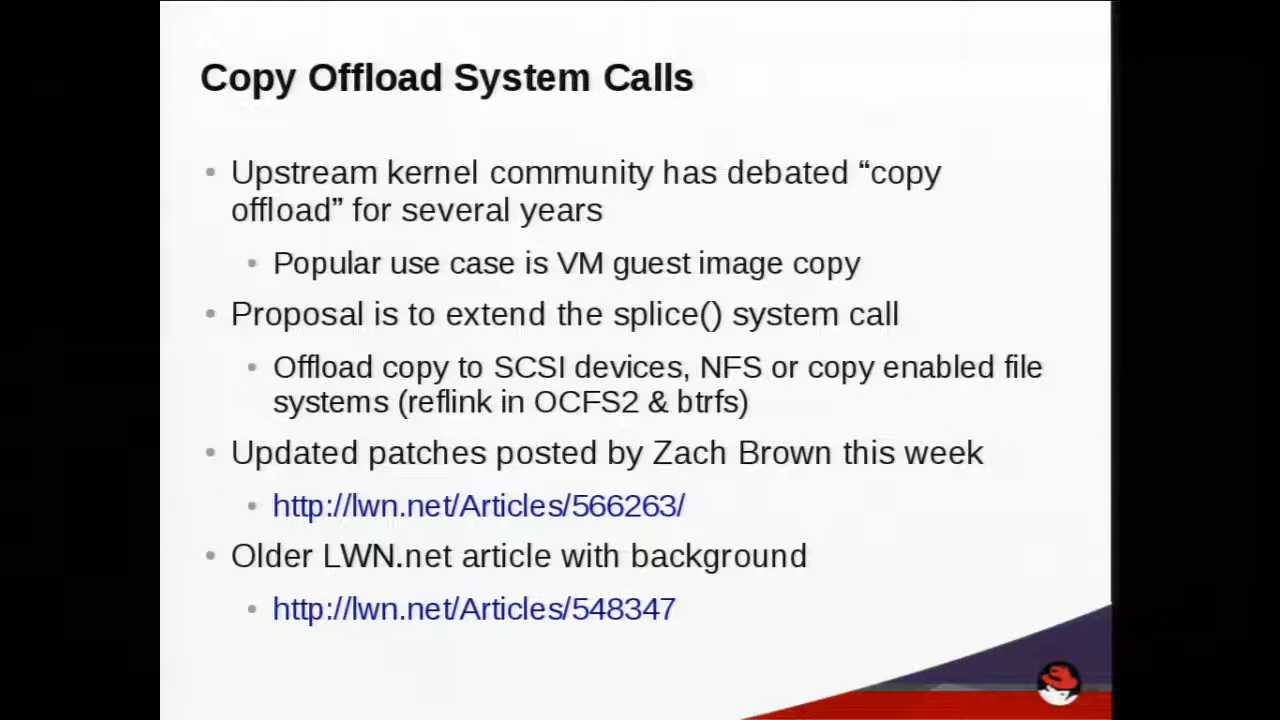 Copy Offload System Calls
Upstream kernel community has debated “copy
offload” for several years
Popular use case is VM guest image copy
Proposal is to extend the splice() system call
Offload copy to SCSI devices, NFS or copy enabled file
systems (reflink in OCFS2 & btrfs)
Updated patches posted by Zach Brown this week
http://lwn.net/Articles/566263/
Older LWN.net article with background
http://lwn.net/Articles/548347